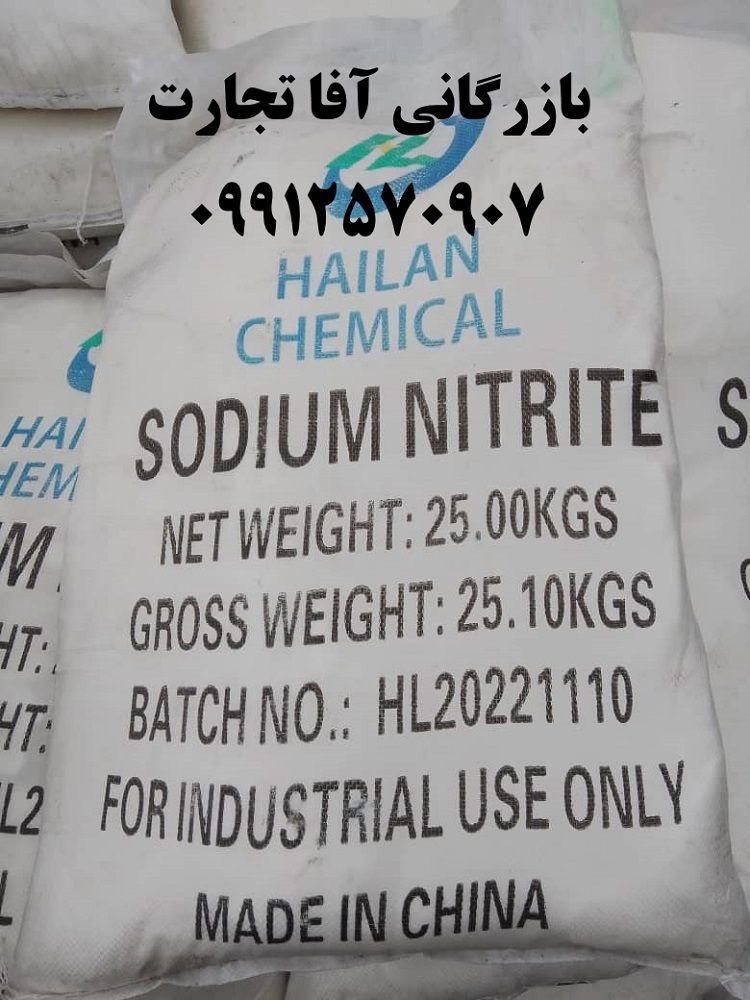 بازرگانی آفا تجارت
۰۹۹۱۲۵۷۰۹۰۷
HAILAN
CHEMICAL
SODIUM NITRITE
NET WEIGHT: 25.00KGS
GROSS WEIGHT: 25.10KGS
BATCH NO.: HL20221110
FOR INDUSTRIAL USE ONLY
MADE IN CHINA